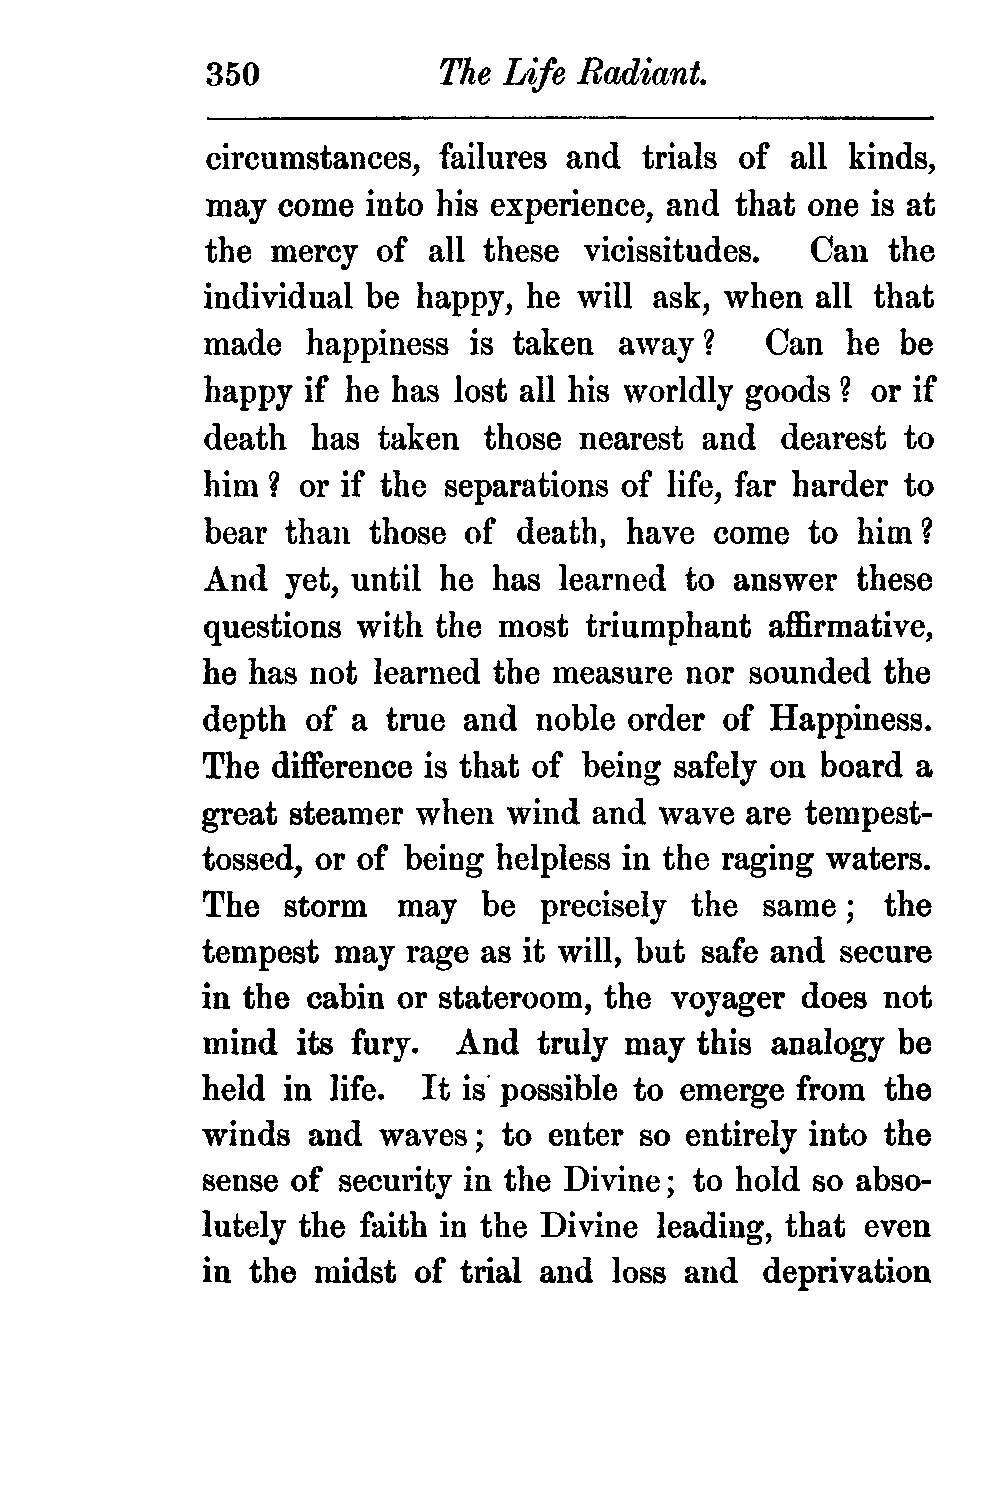 350 The Life Radiant.
circumstances, failures and trials of all kinds,
may come into his experience, and that one is at
the mercy of all these vicissitudes. Can the
individual be happy, he will ask, when all that
made happiness is taken away? Can he be
happy if he has lost all his worldly goods? or if
death has taken those nearest and dearest to
him? or if the separations of life, far harder to
bear than those of death, have come to him?
And yet, until he has learned to answer these
questions with the most triumphant affirmative,
he has not learned the measure nor sounded the
depth of a true and noble order of Happiness.
The difference is that of being safely on board a
great steamer when wind and wave are tempest-
tossed, or of being helpless in the raging waters.
The storm may be precisely the same; the
tempest may rage as it will, but safe and secure
in the cabin or stateroom, the voyager does not
mind its fury. And truly may this analogy be
held in life. It is possible to emerge from the
winds and waves; to enter so entirely into the
sense of security in the Divine; to hold so abso-
lutely the faith in the Divine leading, that even
in the midst of trial and loss and deprivation